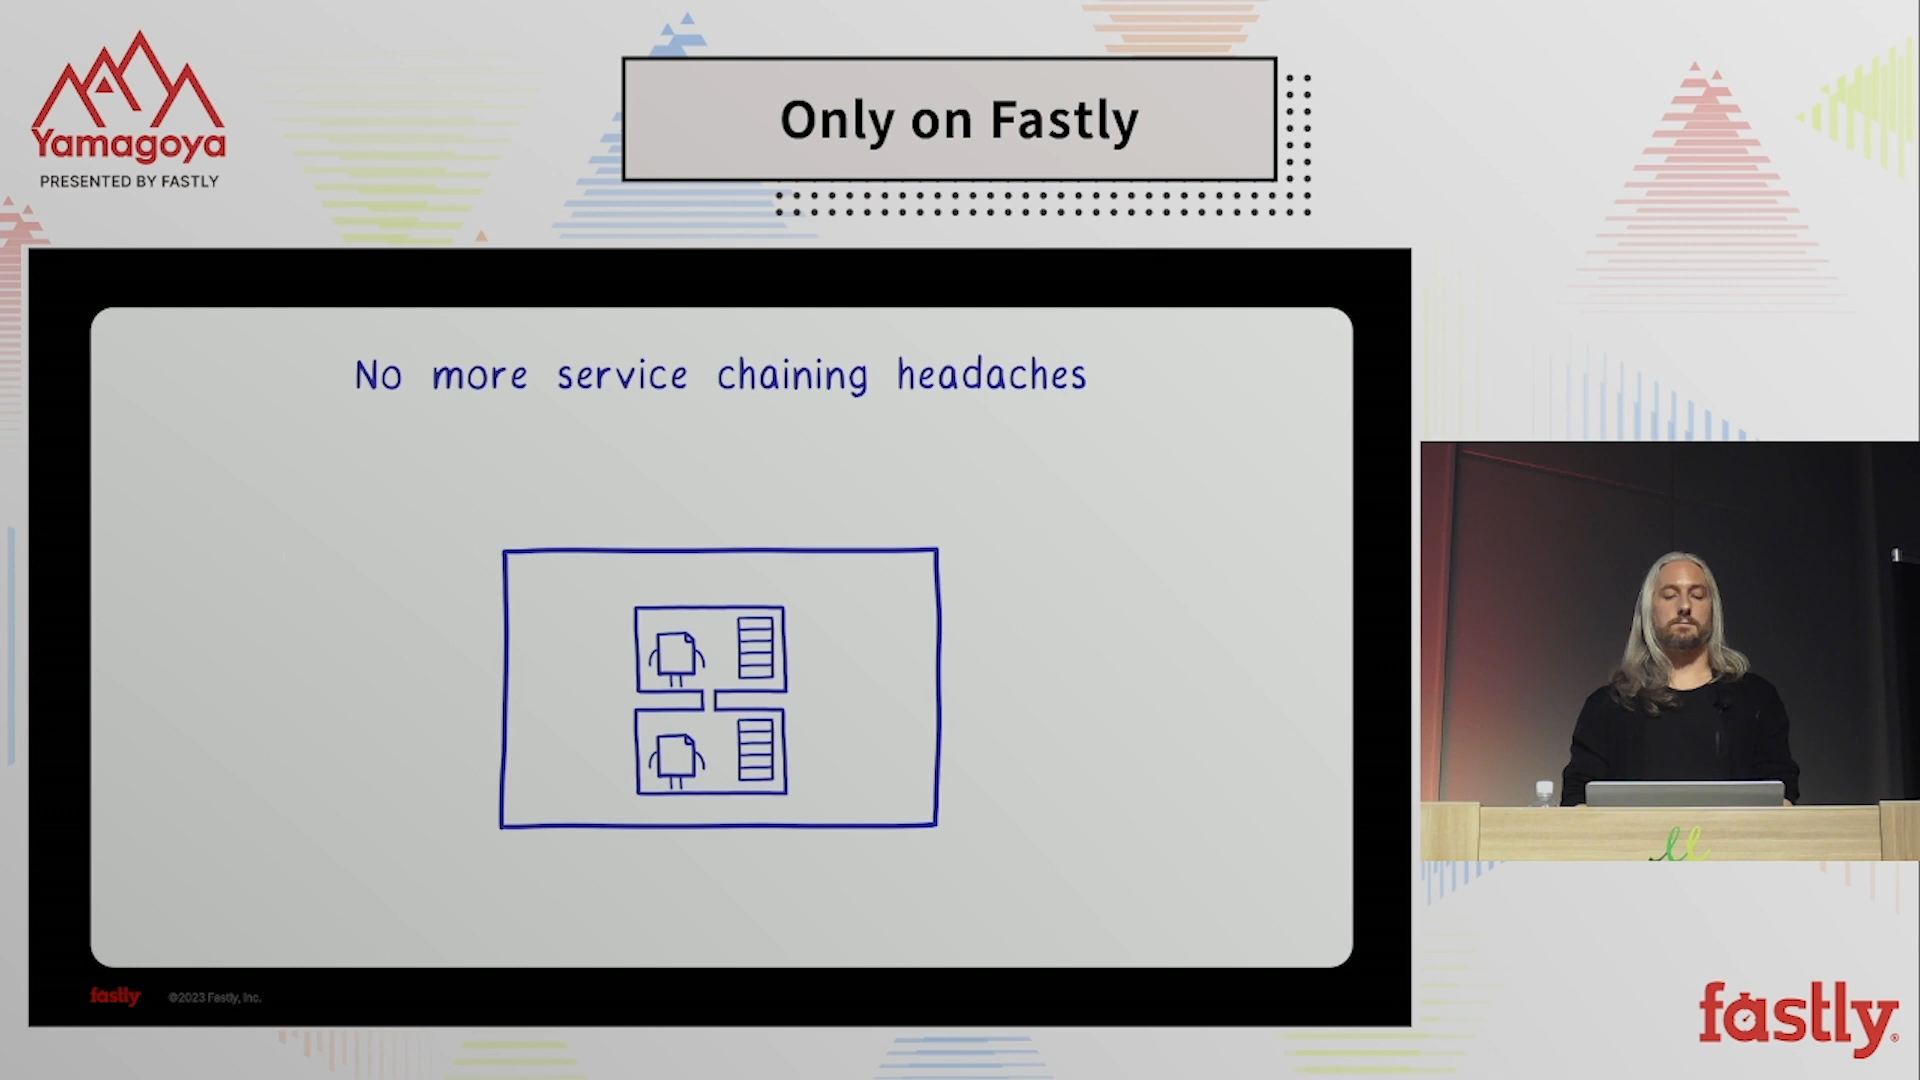 Yamagoya
PRESENTED BY FASTLY
Only on Fastly
No more service chaining headaches
fastly
©2023 Fastly, Inc.
fastly®